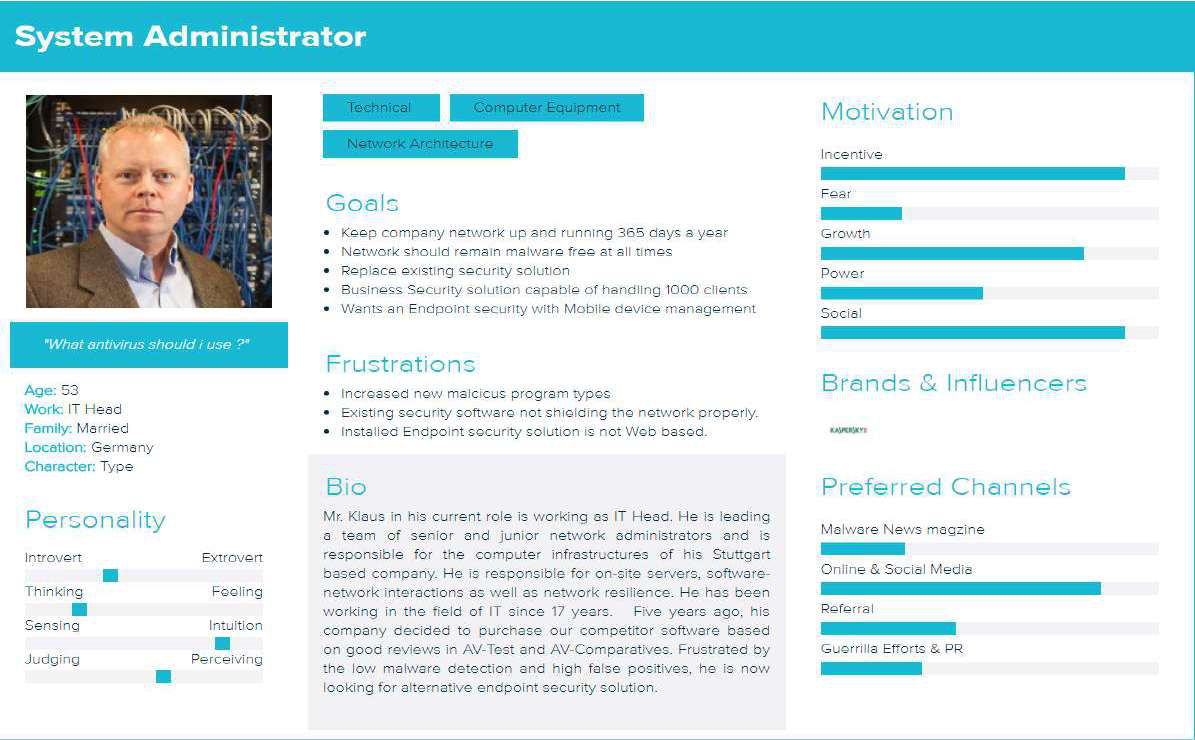 System Administrator
"What antivirus should i use ?"
Age: 53
Work: IT Head
Family: Married
Location: Germany
Character: Type
Personality
Introvert Extrovert
Thinking Feeling
Sensing Intuition
Judging Perceiving
Technical Computer Equipment
Network Architecture
Goals
• Keep company network up and running 365 days a year
• Network should remain malware free at all times
• Replace existing security solution
• Business Security solution capable of handling 1000 clients
• Wants an Endpoint security with Mobile device management
Frustrations
• Increased new malcicus program types
• Existing security software not shielding the network properly.
• Installed Endpoint security solution is not Web based.
Bio
Mr. Klaus in his current role is working as IT Head. He is leading
a team of senior and junior network administrators and is
responsible for the computer infrastructures of his Stuttgart
based company. He is responsible for on-site servers, software-
network interactions as well as network resilience. He has been
working in the field of IT since 17 years. Five years ago, his
company decided to purchase our competitor software based
on good reviews in AV-Test and AV-Comparatives. Frustrated by
the low malware detection and high false positives, he is now
looking for alternative endpoint security solution.
Motivation
Incentive
Fear
Growth
Power
Social
Brands & Influencers
KASPERSKY
Preferred Channels
Malware News magzine
Online & Social Media
Referral
Guerrilla Efforts & PR